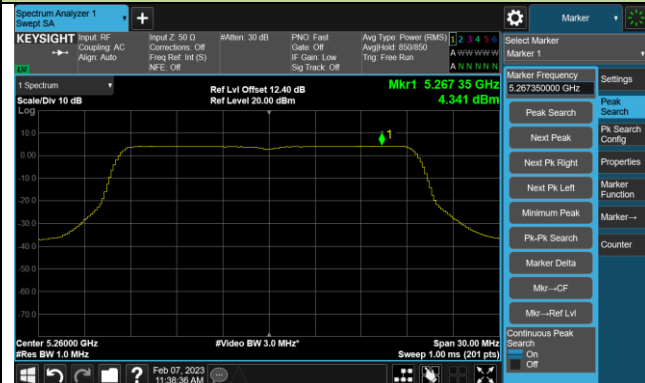 Spectrum Analyzer 1
Swept SA
Marker
KEYSIGHT
Input: RF
Coupling: AC
Align: Auto
Input Z: 50 Ω
Corrections: Off
Freq Ref: Int (S)
NFE: Off
#Atten: 30 dB
PNO: Fast
Gate: Off
IF Gain: Low
Sig Track: Off
Avg Type: Power (RMS)
Avg|Hold: 850/850
Trig: Free Run
1 2 3 4 5 6
A W W W W W
A N N N N N
LXI
Select Marker
Marker 1
1 Spectrum
Scale/Div 10 dB
Log
Ref Lvl Offset 12.40 dB
Ref Level 20.00 dBm
Mkr1 5.267 35 GHz
4.341 dBm
1
10.0
0.00
-10.0
-20.0
-30.0
-40.0
-50.0
-60.0
-70.0
Center 5.26000 GHz
#Res BW 1.0 MHz
#Video BW 3.0 MHz*
Span 30.00 MHz
Sweep 1.00 ms (201 pts)
Marker Frequency
5.267350000 GHz
Peak Search
Next Peak
Next Pk Right
Next Pk Left
Minimum Peak
Pk-Pk Search
Marker Delta
Mkr→CF
Mkr→Ref Lvl
Continuous Peak
Search
On
Off
Settings
Peak
Search
Pk Search
Config
Properties
Marker
Function
Marker→
Counter
?
Feb 07, 2023
11:38:36 AM